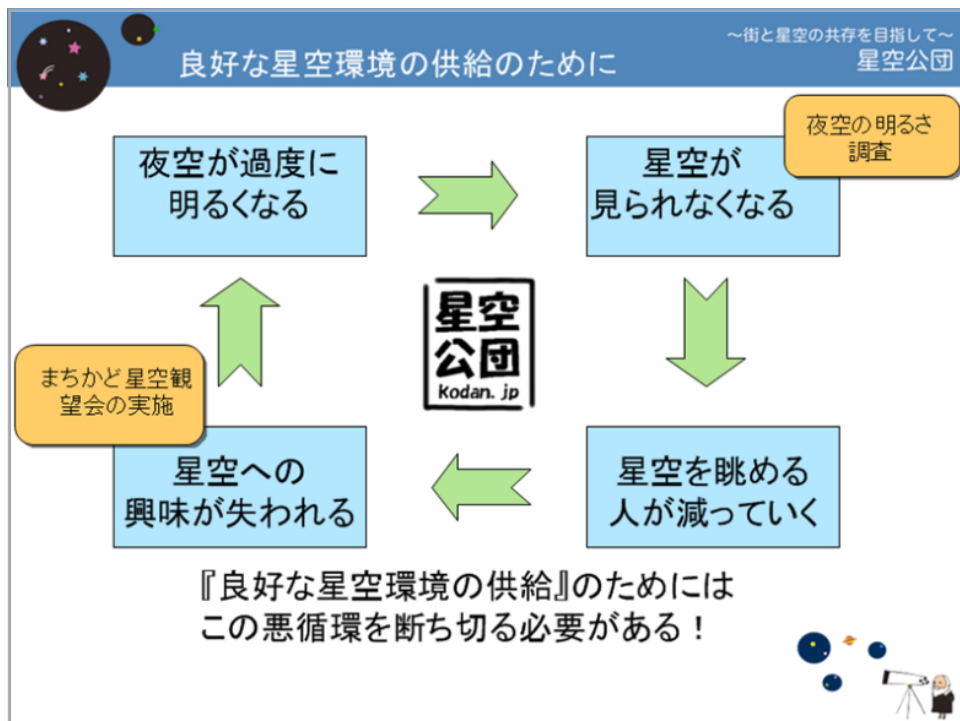 ～街と星空の共存を目指して～
良好な星空環境の供給のために
星空公団
夜空の明るさ
調査
夜空が過度に
明るくなる
星空が
見られなくなる
星空
公団
Kodan.jp
まちかど星空観
望会の実施
星空への
興味が失われる
星空を眺める
人が減っていく
『良好な星空環境の供給』のためには
この悪循環を断ち切る必要がある！